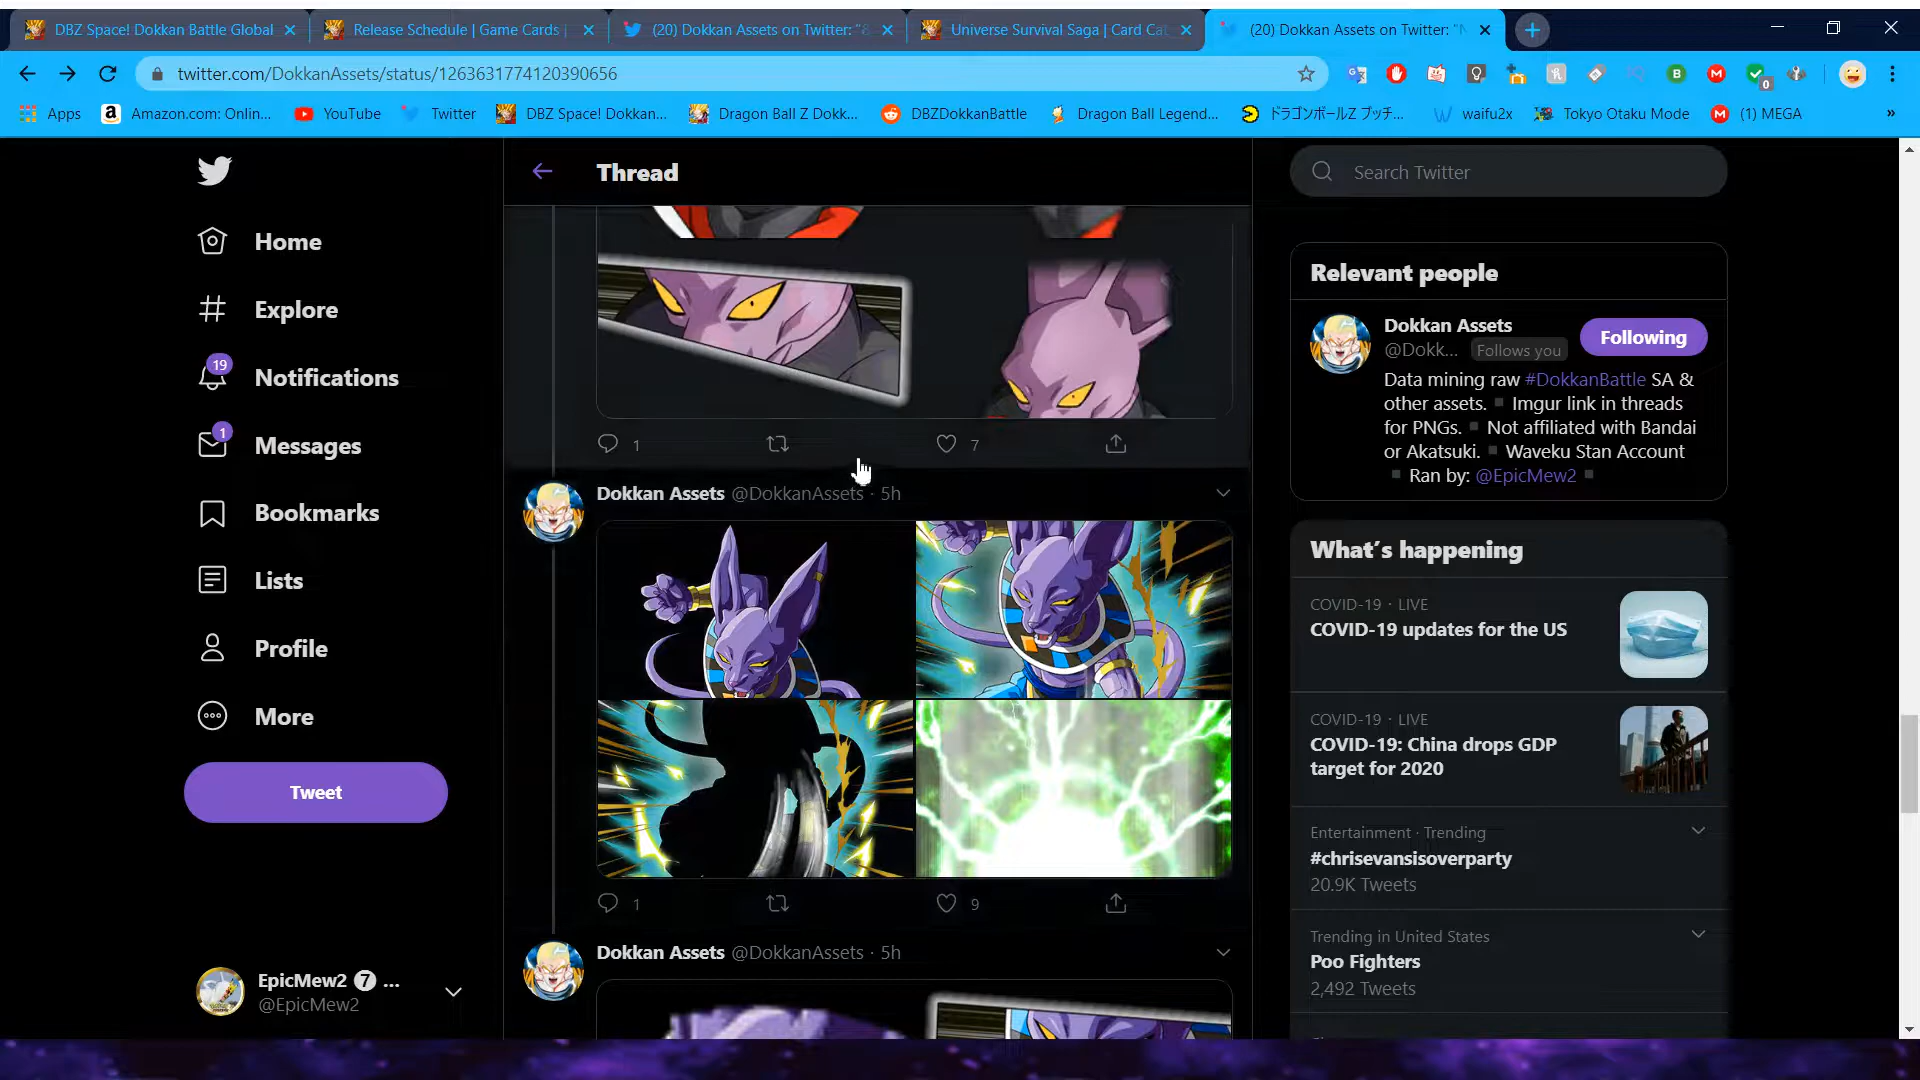 DBZ Space! Dokkan Battle Global
Release Schedule | Game Cards |
(20) Dokkan Assets on Twitter: "
Universe Survival Saga | Card Cat
(20) Dokkan Assets on Twitter: "N
twitter.com/DokkanAssets/status/1263631774120390656
Apps
Amazon.com: Onlin...
YouTube
Twitter
DBZ Space! Dokkan...
Dragon Ball Z Dokk...
DBZDokkanBattle
Dragon Ball Legend...
ドラゴンボールZ ブッチ...
waifu2x
Tokyo Otaku Mode
(1) MEGA
»
Home
Explore
19
Notifications
1
Messages
Bookmarks
Lists
Profile
More
Tweet
EpicMew2 7 ...
@EpicMew2
Thread
1
7
Dokkan Assets @DokkanAssets · 5h
1
9
Dokkan Assets @DokkanAssets · 5h
Search Twitter
Relevant people
Dokkan Assets
@Dokk... Follows you
Following
Data mining raw #DokkanBattle SA &
other assets. ▪ Imgur link in threads
for PNGs. ▪ Not affiliated with Bandai
or Akatsuki. ▪ Waveku Stan Account
▪ Ran by: @EpicMew2 ▪
What's happening
COVID-19 · LIVE
COVID-19 updates for the US
COVID-19 · LIVE
COVID-19: China drops GDP
target for 2020
Entertainment · Trending
#chrisevansisoverparty
20.9K Tweets
Trending in United States
Poo Fighters
2,492 Tweets